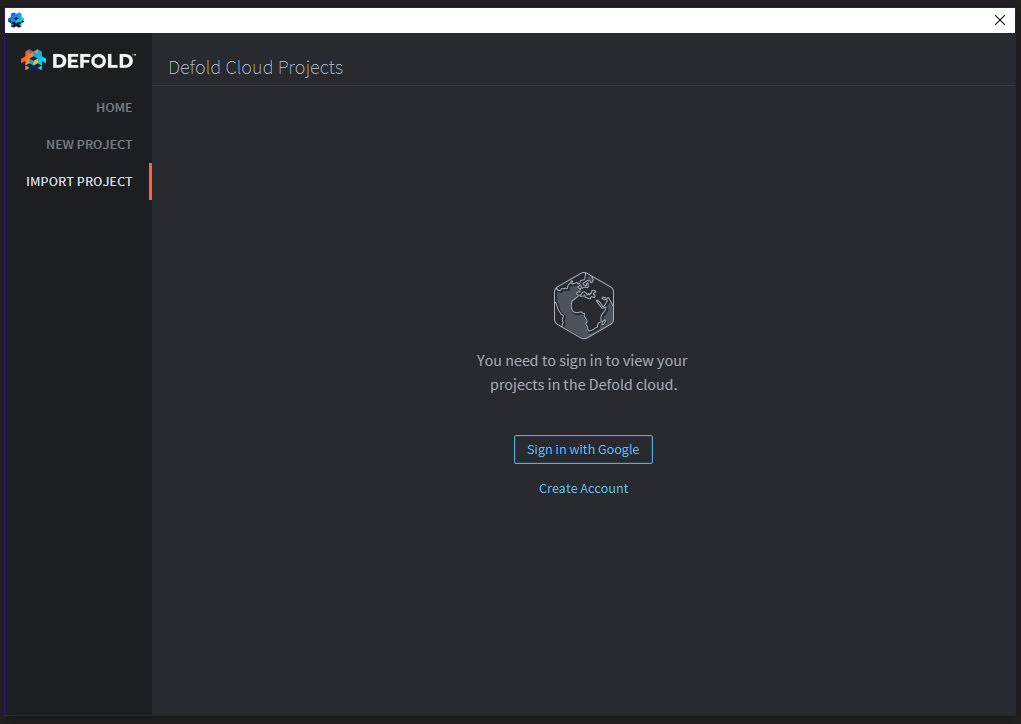 DEFOLD™
HOME
NEW PROJECT
IMPORT PROJECT
Defold Cloud Projects
You need to sign in to view your
projects in the Defold cloud.
Sign in with Google
Create Account